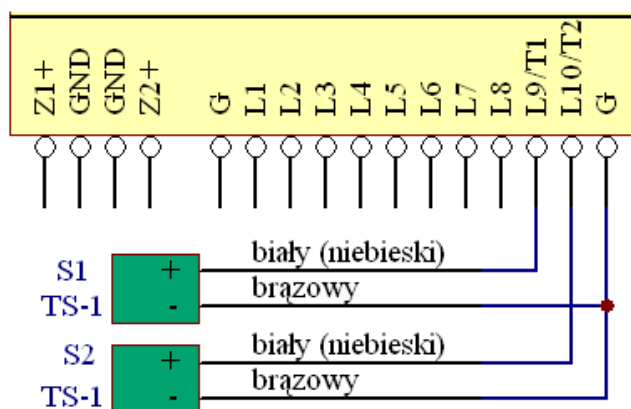 Z1+ GND GND Z2+ G L1 L2 L3 L4 L5 L6 L7 L8 L9/T1 L10/T2 G
S1 + biały (niebieski)
TS-1 - brązowy
S2 + biały (niebieski)
TS-1 - brązowy